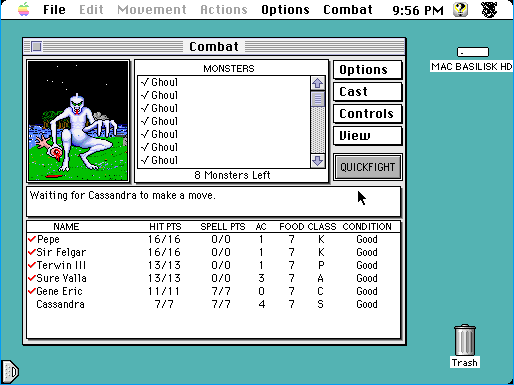 File Edit Movement Actions Options Combat 9:56 PM
Combat
MAC BASILISK HD
MONSTERS
✓ Ghoul
✓ Ghoul
✓ Ghoul
✓ Ghoul
✓ Ghoul
✓ Ghoul
✓ Ghoul
8 Monsters Left
Options
Cast
Controls
View
QUICKFIGHT
Waiting for Cassandra to make a move.
NAME HIT PTS SPELL PTS AC FOOD CLASS CONDITION
✓Pepe 16/16 0/0 1 7 K Good
✓Sir Felgar 16/16 0/0 1 7 K Good
✓Terwin III 13/13 0/0 1 7 P Good
✓Sure Valla 13/13 0/0 3 7 A Good
✓Gene Eric 11/11 7/7 0 7 C Good
Cassandra 7/7 7/7 4 7 S Good
Trash